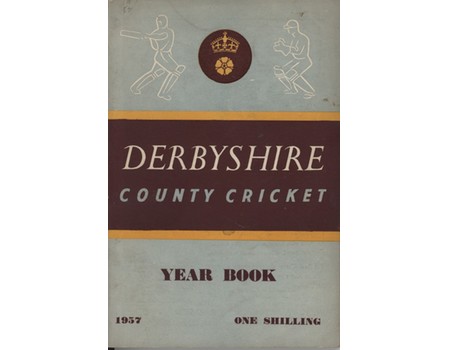 DERBYSHIRE
COUNTY CRICKET
YEAR BOOK
1957 ONE SHILLING